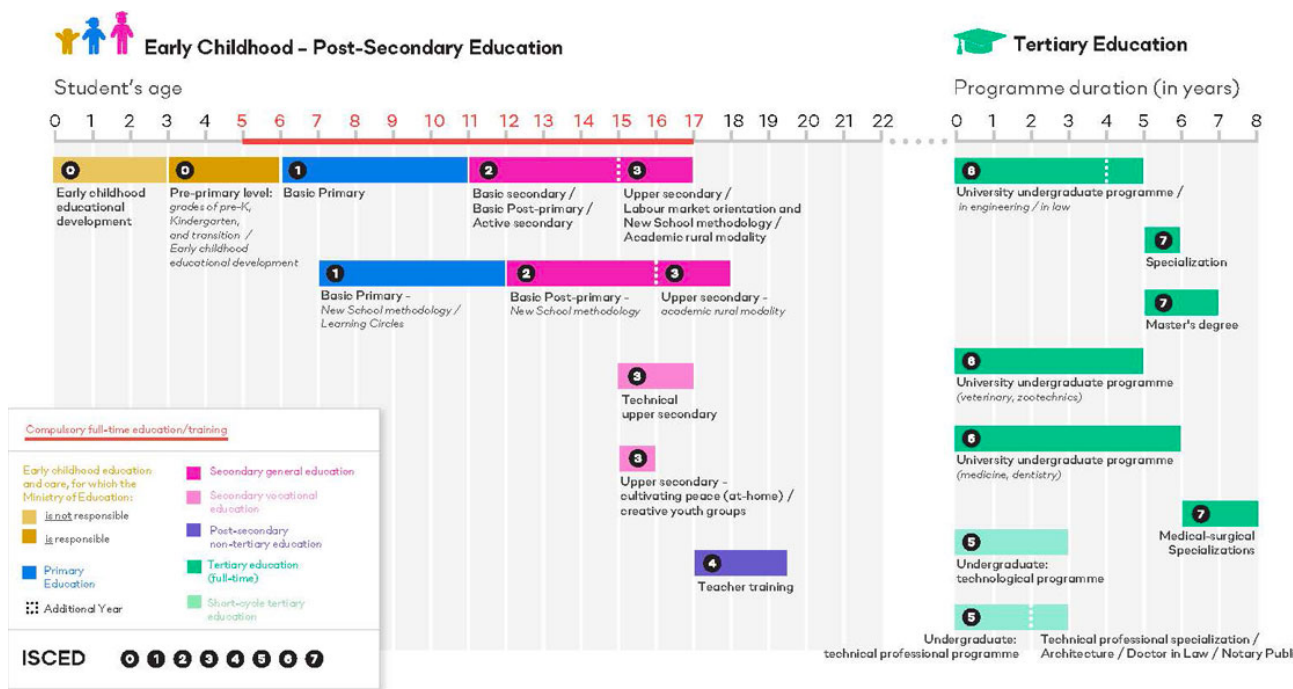 Early Childhood – Post-Secondary Education
Tertiary Education
Student's age
Programme duration (in years)
0 1 2 3 4 5 6 7 8 9 10 11 12 13 14 15 16 17 18 19 20 21 22
0 1 2 3 4 5 6 7 8
0
0
1
2
3
6
Early childhood
educational
development
Pre-primary level:
grades of pre-K,
Kindergarten,
and transition /
Early childhood
educational development
Basic Primary
Basic secondary /
Basic Post-primary /
Active secondary
Upper secondary /
Labour market orientation and
New School methodology /
Academic rural modality
University undergraduate programme /
in engineering / in law
7
Specialization
1
2
3
Basic Primary -
New School methodology /
Learning Circles
Basic Post-primary -
New School methodology
Upper secondary -
academic rural modality
7
Master's degree
3
Technical
upper secondary
6
University undergraduate programme
(veterinary, zootechnics)
3
Upper secondary -
cultivating peace (at-home) /
creative youth groups
6
University undergraduate programme
(medicine, dentistry)
7
Medical-surgical
Specializations
4
Teacher training
5
Undergraduate:
technological programme
5
Undergraduate:
technical professional programme
Technical professional specialization /
Architecture / Doctor in Law / Notary Publi
Compulsory full-time education/training
Early childhood education
and care, for which the
Ministry of Education:
is not responsible
is responsible
Primary
Education
Additional Year
Secondary general education
Secondary vocational
education
Post-secondary
non-tertiary education
Tertiary education
(full-time)
Short-cycle tertiary
education
ISCED 0 1 2 3 4 5 6 7